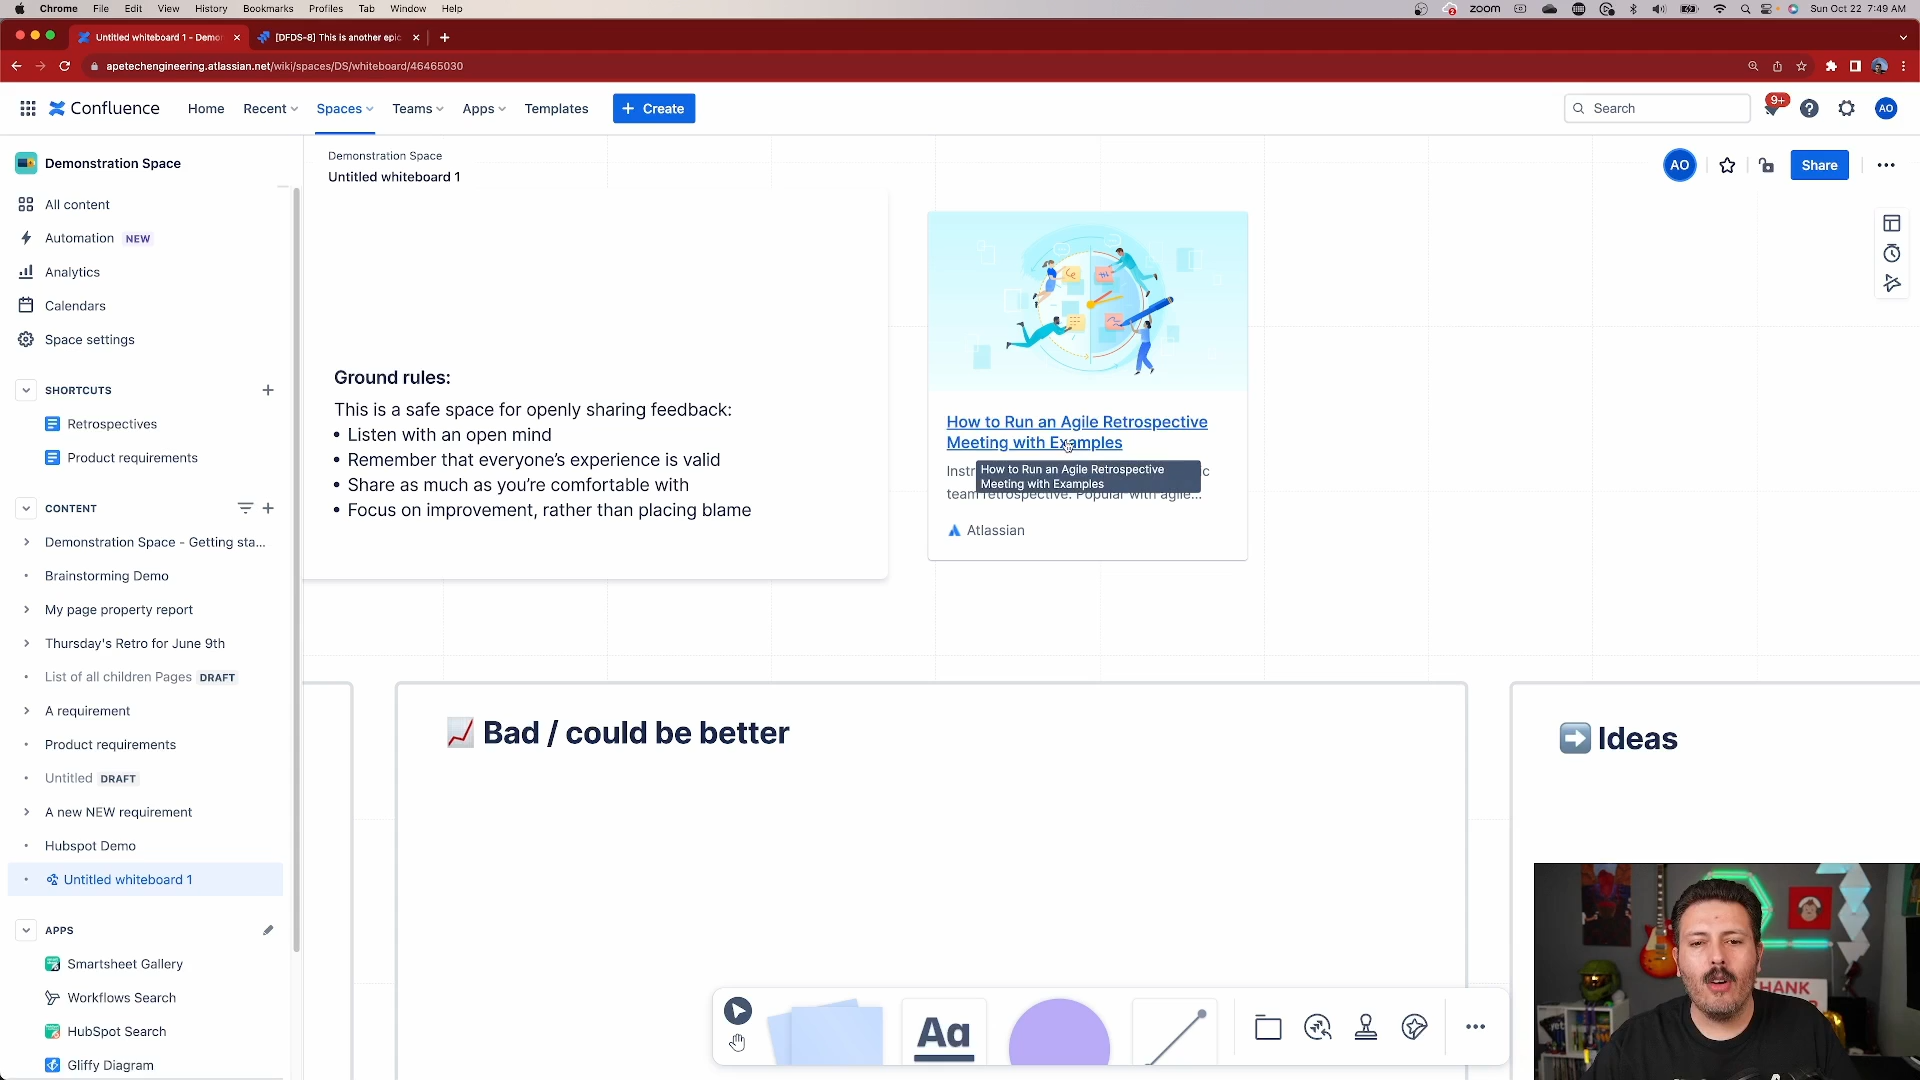 Chrome File Edit View History Bookmarks Profiles Tab Window Help
2 zoom Sun Oct 22 7:49 AM
Untitled whiteboard 1 - Demo
[DFDS-8] This is another epic
apetechengineering.atlassian.net/wiki/spaces/DS/whiteboard/46465030
Confluence Home Recent Spaces Teams Apps Templates + Create
Search 9+ AO
Demonstration Space
All content
Automation NEW
Analytics
Calendars
Space settings
SHORTCUTS
Retrospectives
Product requirements
CONTENT
Demonstration Space - Getting sta...
Brainstorming Demo
My page property report
Thursday's Retro for June 9th
List of all children Pages DRAFT
A requirement
Product requirements
Untitled DRAFT
A new NEW requirement
Hubspot Demo
Untitled whiteboard 1
APPS
Smartsheet Gallery
Workflows Search
HubSpot Search
Gliffy Diagram
Demonstration Space
Untitled whiteboard 1
AO Share
Ground rules:
This is a safe space for openly sharing feedback:
• Listen with an open mind
• Remember that everyone's experience is valid
• Share as much as you're comfortable with
• Focus on improvement, rather than placing blame
How to Run an Agile Retrospective
Meeting with Examples
How to Run an Agile Retrospective
Meeting with Examples
team retrospective. Popular with agile...
Atlassian
Bad / could be better
Ideas
Aa
THANK